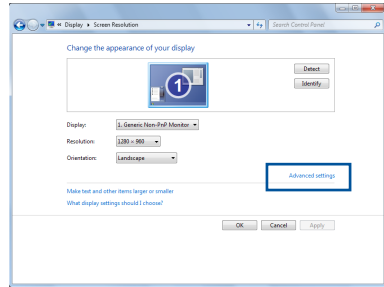 « Display ▸ Screen Resolution
Search Control Panel
Change the appearance of your display
1
Detect
Identify
Display: 1. Generic Non-PnP Monitor
Resolution: 1280 × 960
Orientation: Landscape
Advanced settings
Make text and other items larger or smaller
What display settings should I choose?
OK Cancel Apply